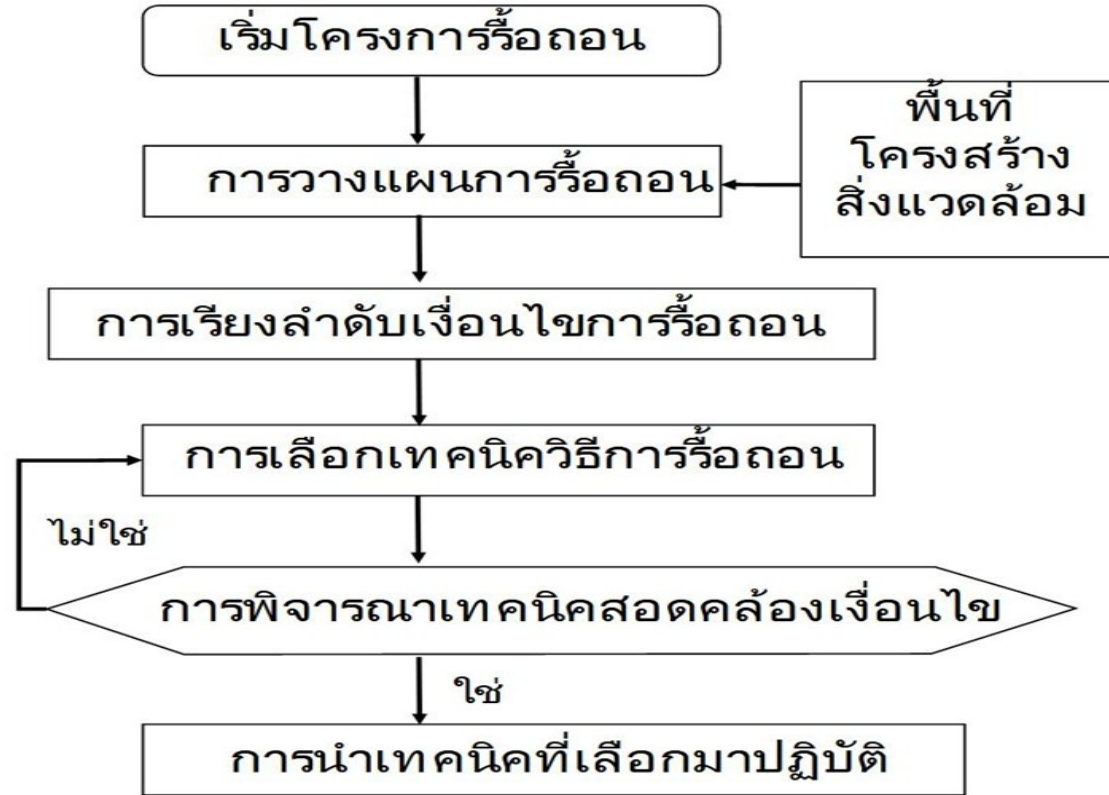 เริ่มโครงการรื้อถอน
การวางแผนการรื้อถอน
พื้นที่
โครงสร้าง
สิ่งแวดล้อม
การเรียงลำดับเงื่อนไขการรื้อถอน
การเลือกเทคนิควิธีการรื้อถอน
ไม่ใช่
การพิจารณาเทคนิคสอดคล้องเงื่อนไข
ใช่
การนำเทคนิคที่เลือกมาปฏิบัติ